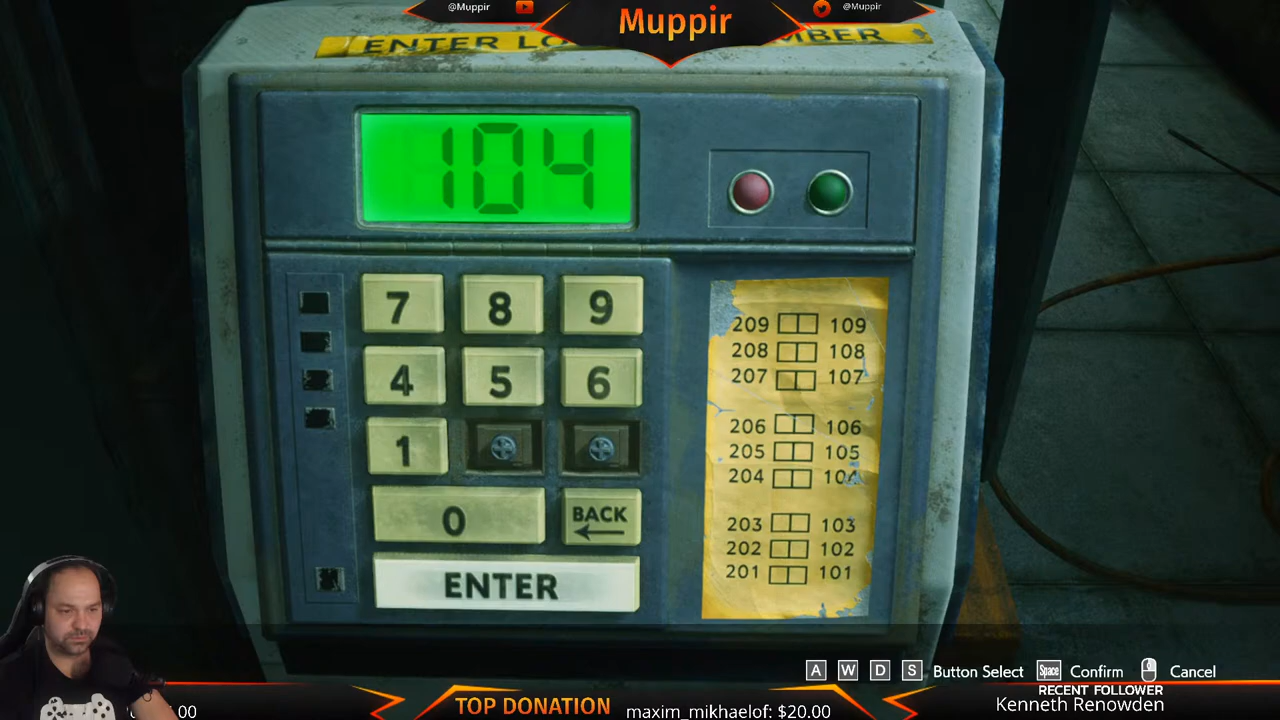 @Muppir
Muppir
@Muppir
ENTER LO
MBER
104
7 8 9
4 5 6
1
0 BACK
ENTER
209 109
208 108
207 107
206 106
205 105
204 104
203 103
202 102
201 101
A W D S Button Select Space Confirm Cancel
RECENT FOLLOWER
Kenneth Renowden
TOP DONATION maxim_mikhaelof: $20.00